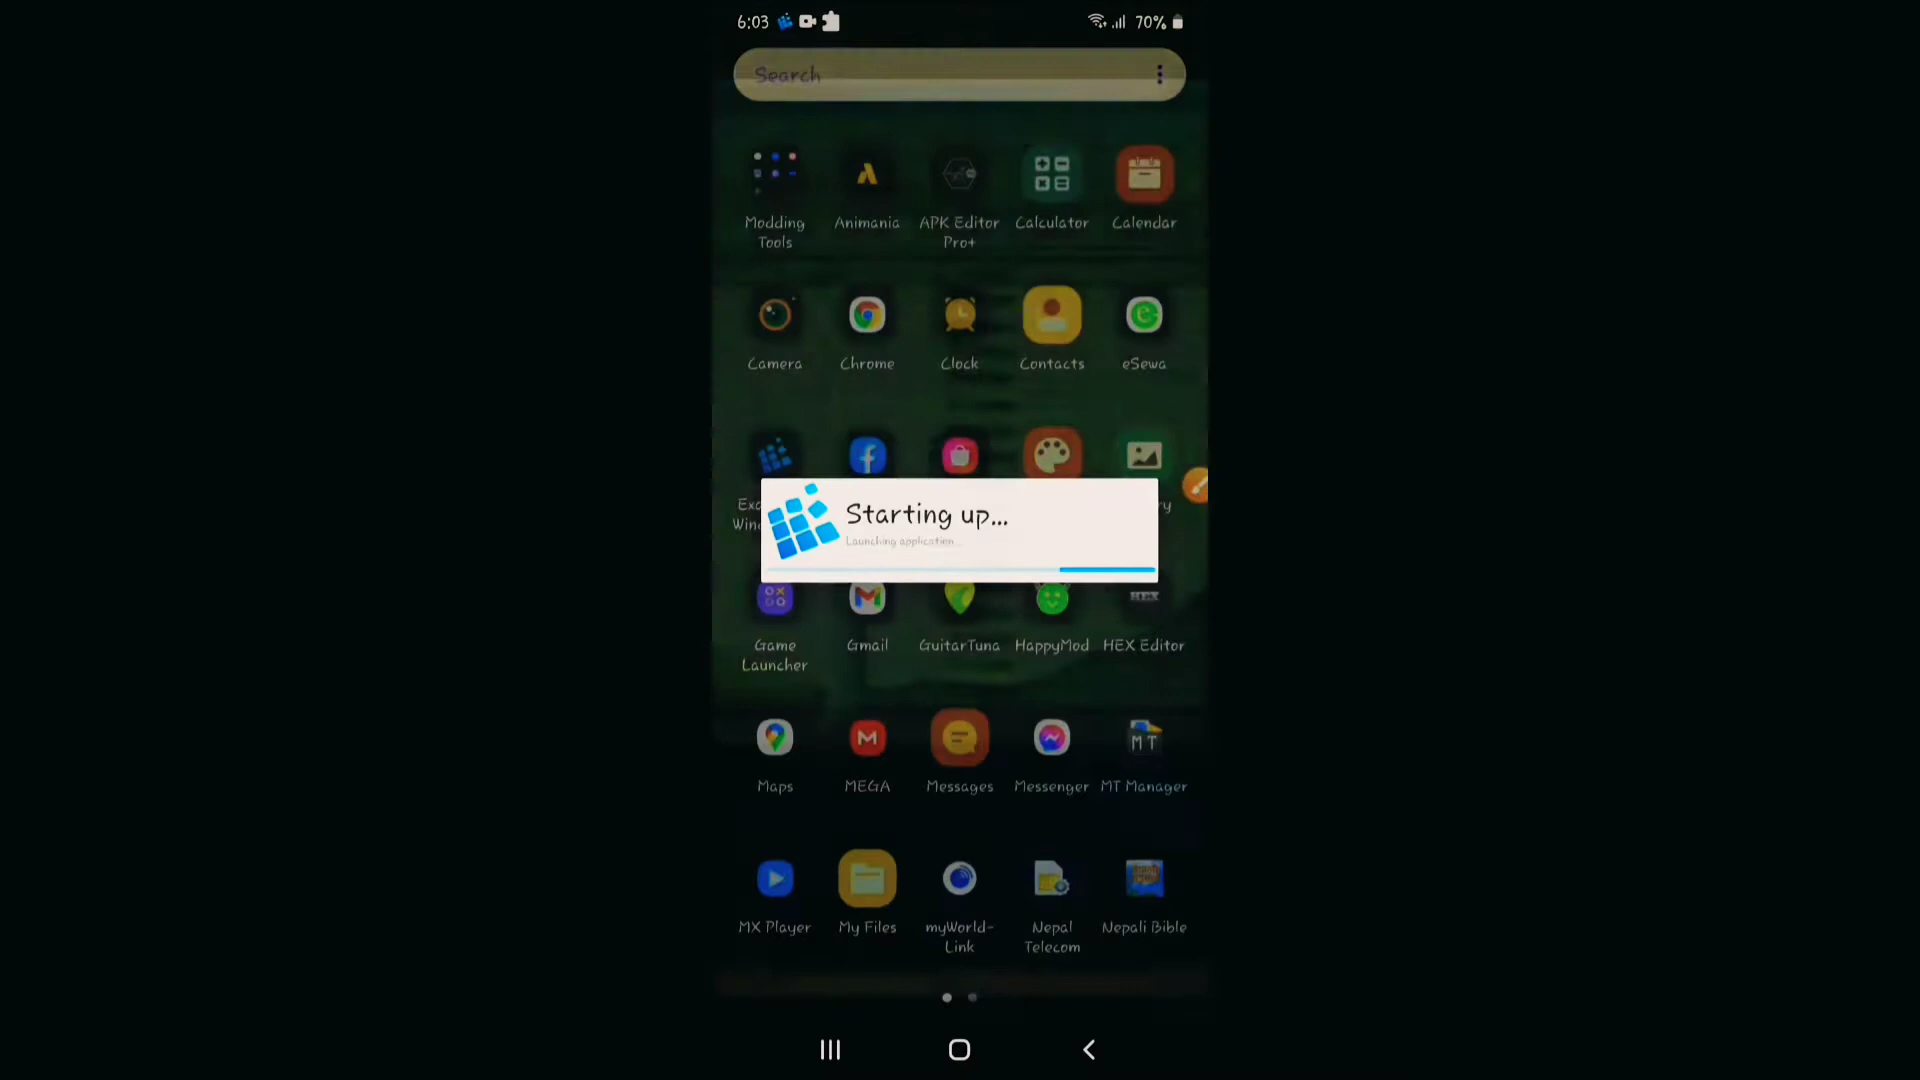 6:03
70%
Search
Modding Tools
Animania
APK Editor Pro+
Calculator
Calendar
Camera
Chrome
Clock
Contacts
eSewa
Starting up...
Launching application...
Game Launcher
Gmail
GuitarTuna
HappyMod
HEX
HEX Editor
Maps
MEGA
Messages
Messenger
MT
MT Manager
MX Player
My Files
myWorld-Link
Nepal Telecom
Nepali Bible